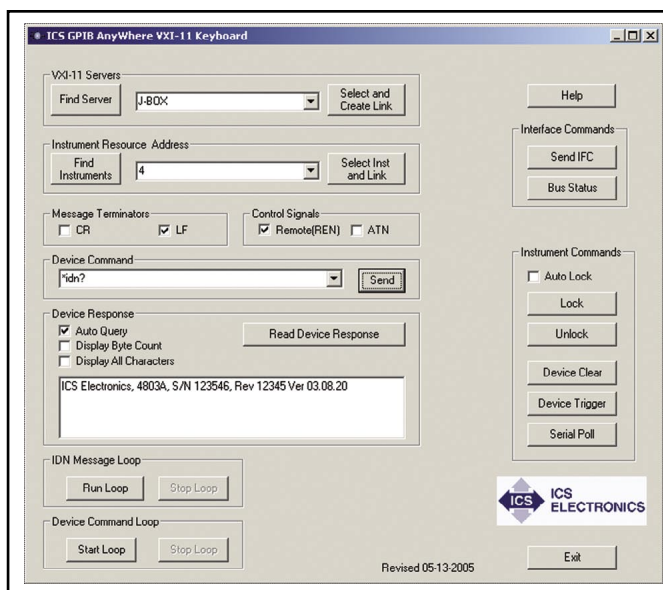 ICS GPIB AnyWhere VXI-11 Keyboard
VXI-11 Servers
Find Server
J-BOX
Select and
Create Link
Help
Instrument Resource Address
Find
Instruments
4
Select Inst
and Link
Interface Commands
Send IFC
Bus Status
Message Terminators
CR
LF
Control Signals
Remote(REN)
ATN
Device Command
*idn?
Send
Instrument Commands
Auto Lock
Lock
Unlock
Device Clear
Device Trigger
Serial Poll
Device Response
Auto Query
Display Byte Count
Display All Characters
Read Device Response
ICS Electronics, 4803A, S/N 123546, Rev 12345 Ver 03.08.20
IDN Message Loop
Run Loop
Stop Loop
Device Command Loop
Start Loop
Stop Loop
ICS
ICS
ELECTRONICS
Revised 05-13-2005
Exit